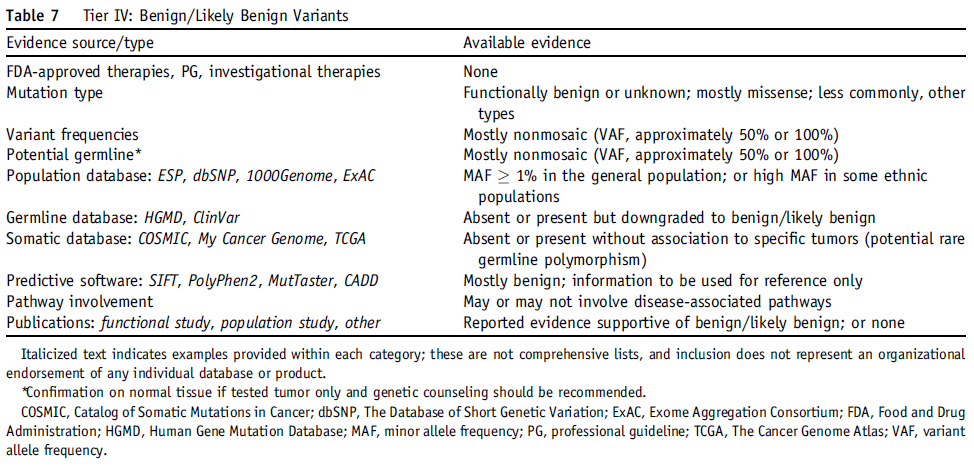 Table 7 Tier IV: Benign/Likely Benign Variants
Evidence source/type Available evidence
FDA-approved therapies, PG, investigational therapies None
Mutation type Functionally benign or unknown; mostly missense; less commonly, other
types
Variant frequencies Mostly nonmosaic (VAF, approximately 50% or 100%)
Potential germline* Mostly nonmosaic (VAF, approximately 50% or 100%)
Population database: ESP, dbSNP, 1000Genome, ExAC MAF ≥ 1% in the general population; or high MAF in some ethnic
populations
Germline database: HGMD, ClinVar Absent or present but downgraded to benign/likely benign
Somatic database: COSMIC, My Cancer Genome, TCGA Absent or present without association to specific tumors (potential rare
germline polymorphism)
Predictive software: SIFT, PolyPhen2, MutTaster, CADD Mostly benign; information to be used for reference only
Pathway involvement May or may not involve disease-associated pathways
Publications: functional study, population study, other Reported evidence supportive of benign/likely benign; or none
Italicized text indicates examples provided within each category; these are not comprehensive lists, and inclusion does not represent an organizational
endorsement of any individual database or product.
*Confirmation on normal tissue if tested tumor only and genetic counseling should be recommended.
COSMIC, Catalog of Somatic Mutations in Cancer; dbSNP, The Database of Short Genetic Variation; ExAC, Exome Aggregation Consortium; FDA, Food and Drug
Administration; HGMD, Human Gene Mutation Database; MAF, minor allele frequency; PG, professional guideline; TCGA, The Cancer Genome Atlas; VAF, variant
allele frequency.